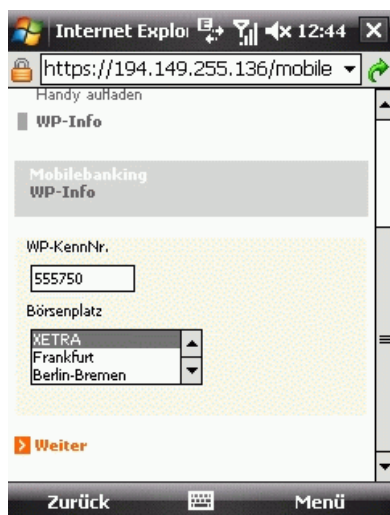 Internet Explor 12:44
https://194.149.255.136/mobile
Handy aufladen
WP-Info
Mobilebanking
WP-Info
WP-KennNr.
555750
Börsenplatz
XETRA
Frankfurt
Berlin-Bremen
Weiter
Zurück Menü